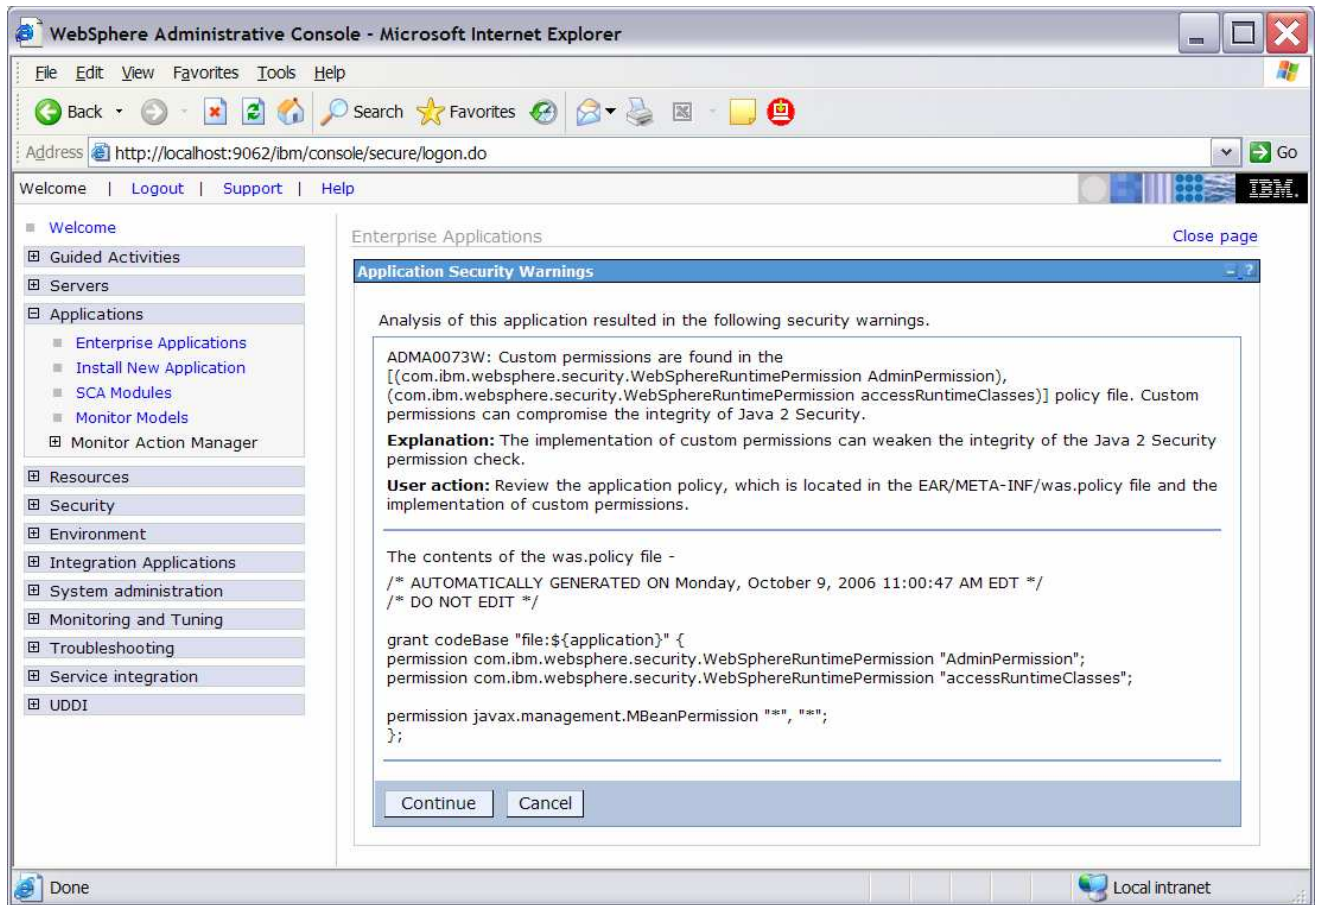 WebSphere Administrative Console - Microsoft Internet Explorer
File Edit View Favorites Tools Help
Back Search Favorites
Address http://localhost:9062/ibm/console/secure/logon.do Go
Welcome | Logout | Support | Help IBM.
Welcome
Guided Activities
Servers
Applications
Enterprise Applications
Install New Application
SCA Modules
Monitor Models
Monitor Action Manager
Resources
Security
Environment
Integration Applications
System administration
Monitoring and Tuning
Troubleshooting
Service integration
UDDI
Enterprise Applications Close page
Application Security Warnings - ?
Analysis of this application resulted in the following security warnings.
ADMA0073W: Custom permissions are found in the
[(com.ibm.websphere.security.WebSphereRuntimePermission AdminPermission),
(com.ibm.websphere.security.WebSphereRuntimePermission accessRuntimeClasses)] policy file. Custom
permissions can compromise the integrity of Java 2 Security.
Explanation: The implementation of custom permissions can weaken the integrity of the Java 2 Security
permission check.
User action: Review the application policy, which is located in the EAR/META-INF/was.policy file and the
implementation of custom permissions.
The contents of the was.policy file -
/* AUTOMATICALLY GENERATED ON Monday, October 9, 2006 11:00:47 AM EDT */
/* DO NOT EDIT */
grant codeBase "file:${application}" {
permission com.ibm.websphere.security.WebSphereRuntimePermission "AdminPermission";
permission com.ibm.websphere.security.WebSphereRuntimePermission "accessRuntimeClasses";
permission javax.management.MBeanPermission "*", "*";
};
Continue Cancel
Done Local intranet